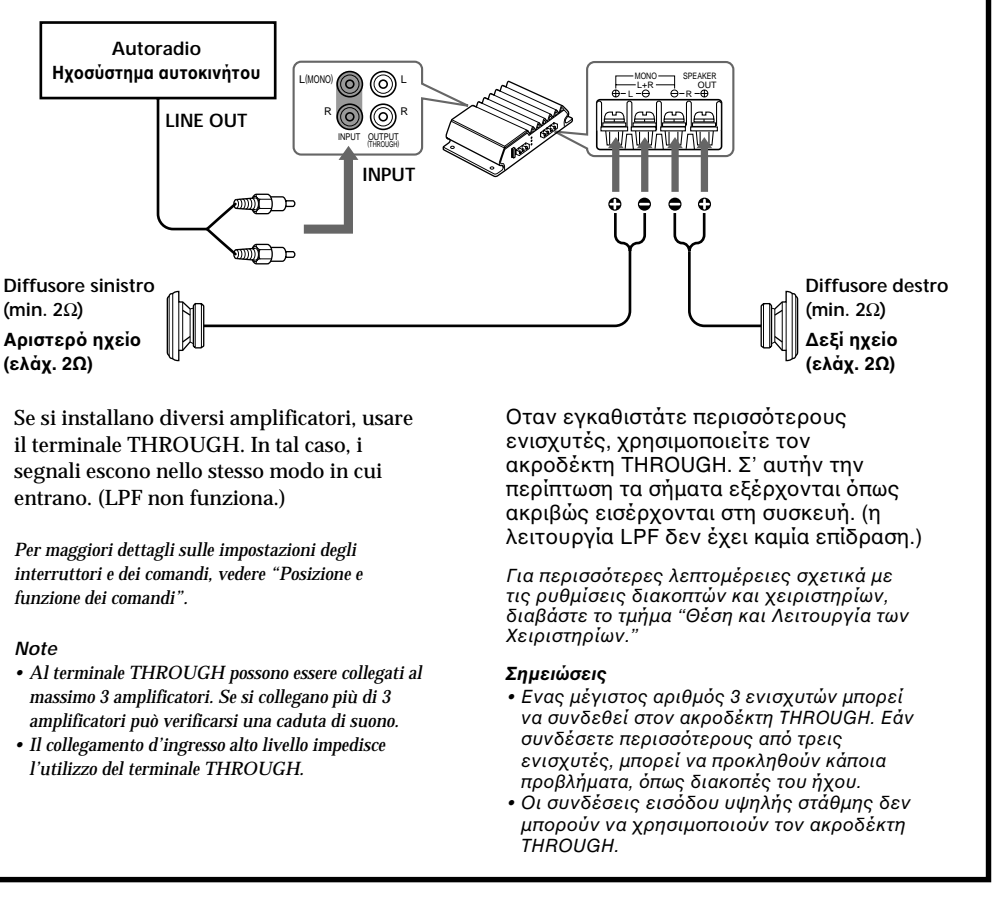 Autoradio
Ηχοσύστημα αυτοκινήτου
LINE OUT
L(MONO)
L
R
R
INPUT
OUTPUT
(THROUGH)
INPUT
MONO
SPEAKER
L+R
OUT
⊕ L ⊖
⊖ R ⊕
Diffusore sinistro
(min. 2Ω)
Αριστερό ηχείο
(ελάχ. 2Ω)
Diffusore destro
(min. 2Ω)
Δεξί ηχείο
(ελάχ. 2Ω)
Se si installano diversi amplificatori, usare
il terminale THROUGH. In tal caso, i
segnali escono nello stesso modo in cui
entrano. (LPF non funziona.)
Per maggiori dettagli sulle impostazioni degli
interruttori e dei comandi, vedere “Posizione e
funzione dei comandi”.
Note
• Al terminale THROUGH possono essere collegati al
massimo 3 amplificatori. Se si collegano più di 3
amplificatori può verificarsi una caduta di suono.
• Il collegamento d’ingresso alto livello impedisce
l’utilizzo del terminale THROUGH.
Οταν εγκαθιστάτε περισσότερους
ενισχυτές, χρησιμοποιείτε τον
ακροδέκτη THROUGH. Σ’ αυτήν την
περίπτωση τα σήματα εξέρχονται όπως
ακριβώς εισέρχονται στη συσκευή. (η
λειτουργία LPF δεν έχει καμία επίδραση.)
Για περισσότερες λεπτομέρειες σχετικά με
τις ρυθμίσεις διακοπτών και χειριστηρίων,
διαβάστε το τμήμα “Θέση και Λειτουργία των
Χειριστηρίων.”
Σημειώσεις
• Ενας μέγιστος αριθμός 3 ενισχυτών μπορεί
να συνδεθεί στον ακροδέκτη THROUGH. Εάν
συνδέσετε περισσότερους από τρεις
ενισχυτές, μπορεί να προκληθούν κάποια
προβλήματα, όπως διακοπές του ήχου.
• Οι συνδέσεις εισόδου υψηλής στάθμης δεν
μπορούν να χρησιμοποιούν τον ακροδέκτη
THROUGH.